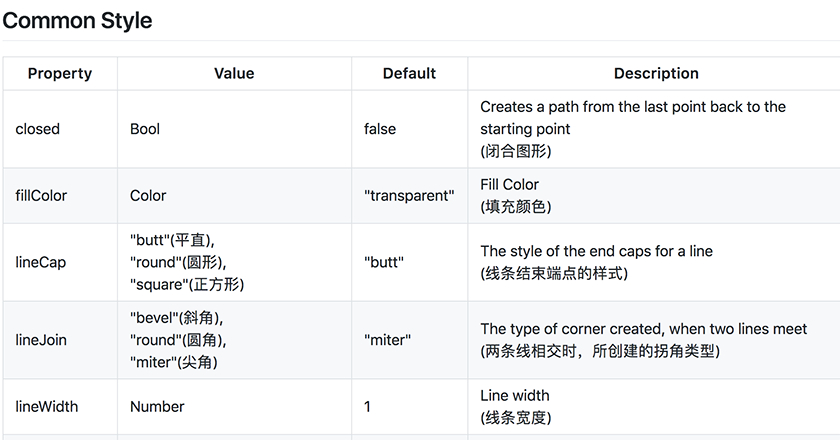 Common Style
Property Value Default Description
closed Bool false Creates a path from the last point back to the
starting point
(闭合图形)
fillColor Color "transparent" Fill Color
(填充颜色)
lineCap "butt"(平直),
"round"(圆形),
"square"(正方形) "butt" The style of the end caps for a line
(线条结束端点的样式)
lineJoin "bevel"(斜角),
"round"(圆角),
"miter"(尖角) "miter" The type of corner created, when two lines meet
(两条线相交时，所创建的拐角类型)
lineWidth Number 1 Line width
(线条宽度)